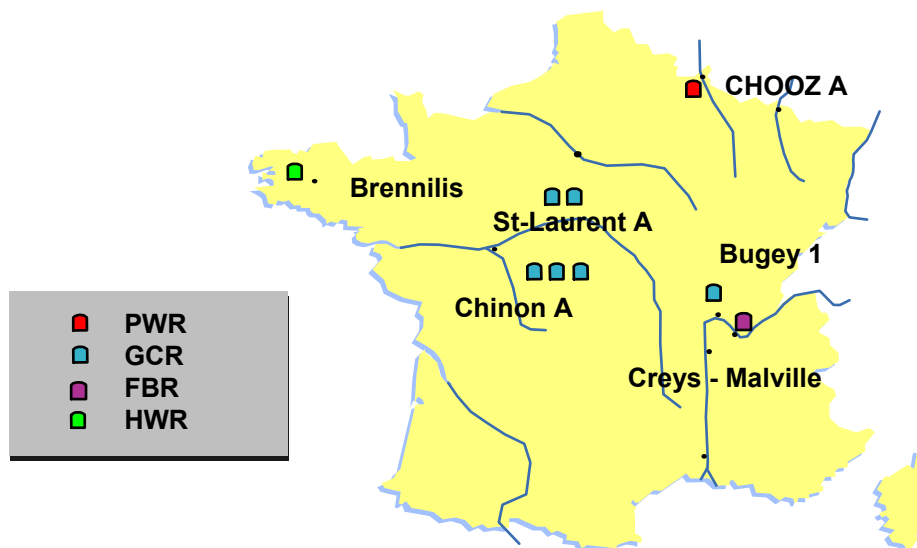 CHOOZ A
Brennilis
St-Laurent A
Bugey 1
Chinon A
Creys - Malville
PWR
GCR
FBR
HWR